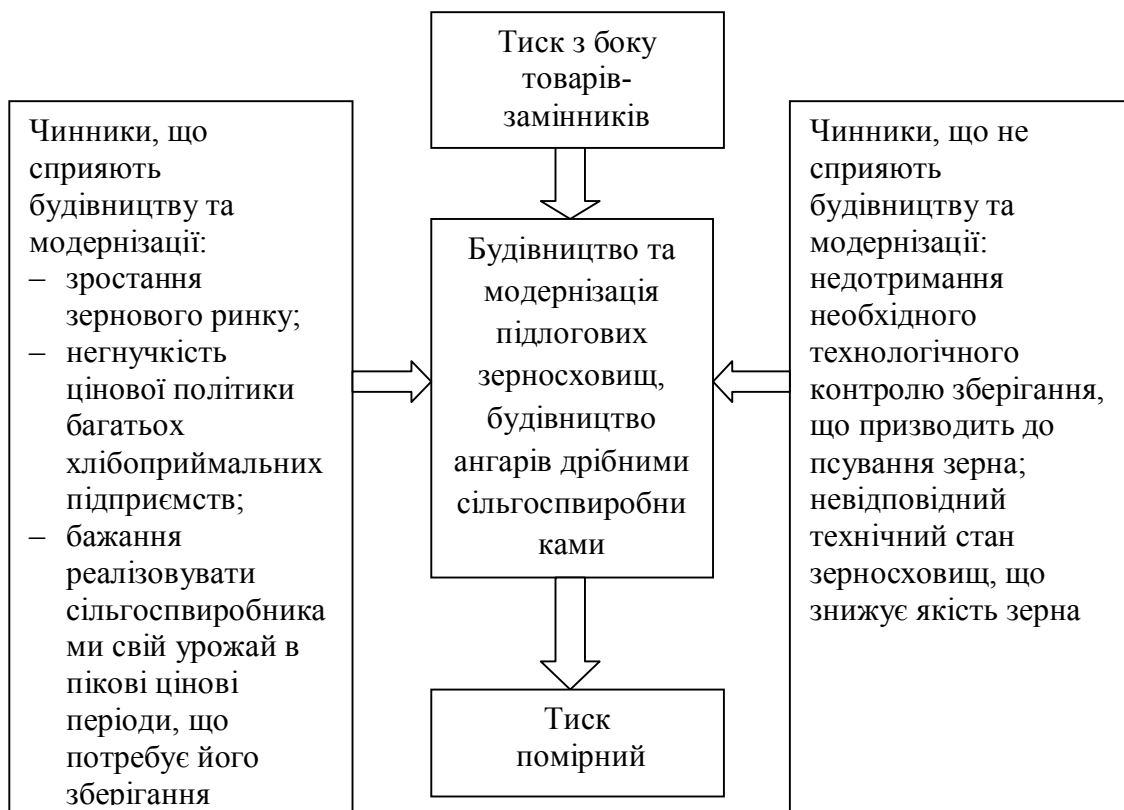 Тиск з боку
товарів-
замінників
Чинники, що
сприяють
будівництву та
модернізації:
– зростання
зернового ринку;
– негнучкість
цінової політики
багатьох
хлібоприймальних
підприємств;
– бажання
реалізовувати
сільгоспвиробника
ми свій урожай в
пікові цінові
періоди, що
потребує його
зберігання
Будівництво та
модернізація
підлогових
зерносховищ,
будівництво
ангарів дрібними
сільгоспвиробни
ками
Чинники, що не
сприяють
будівництву та
модернізації:
недотримання
необхідного
технологічного
контролю зберігання,
що призводить до
псування зерна;
невідповідний
технічний стан
зерносховищ, що
знижує якість зерна
Тиск
помірний